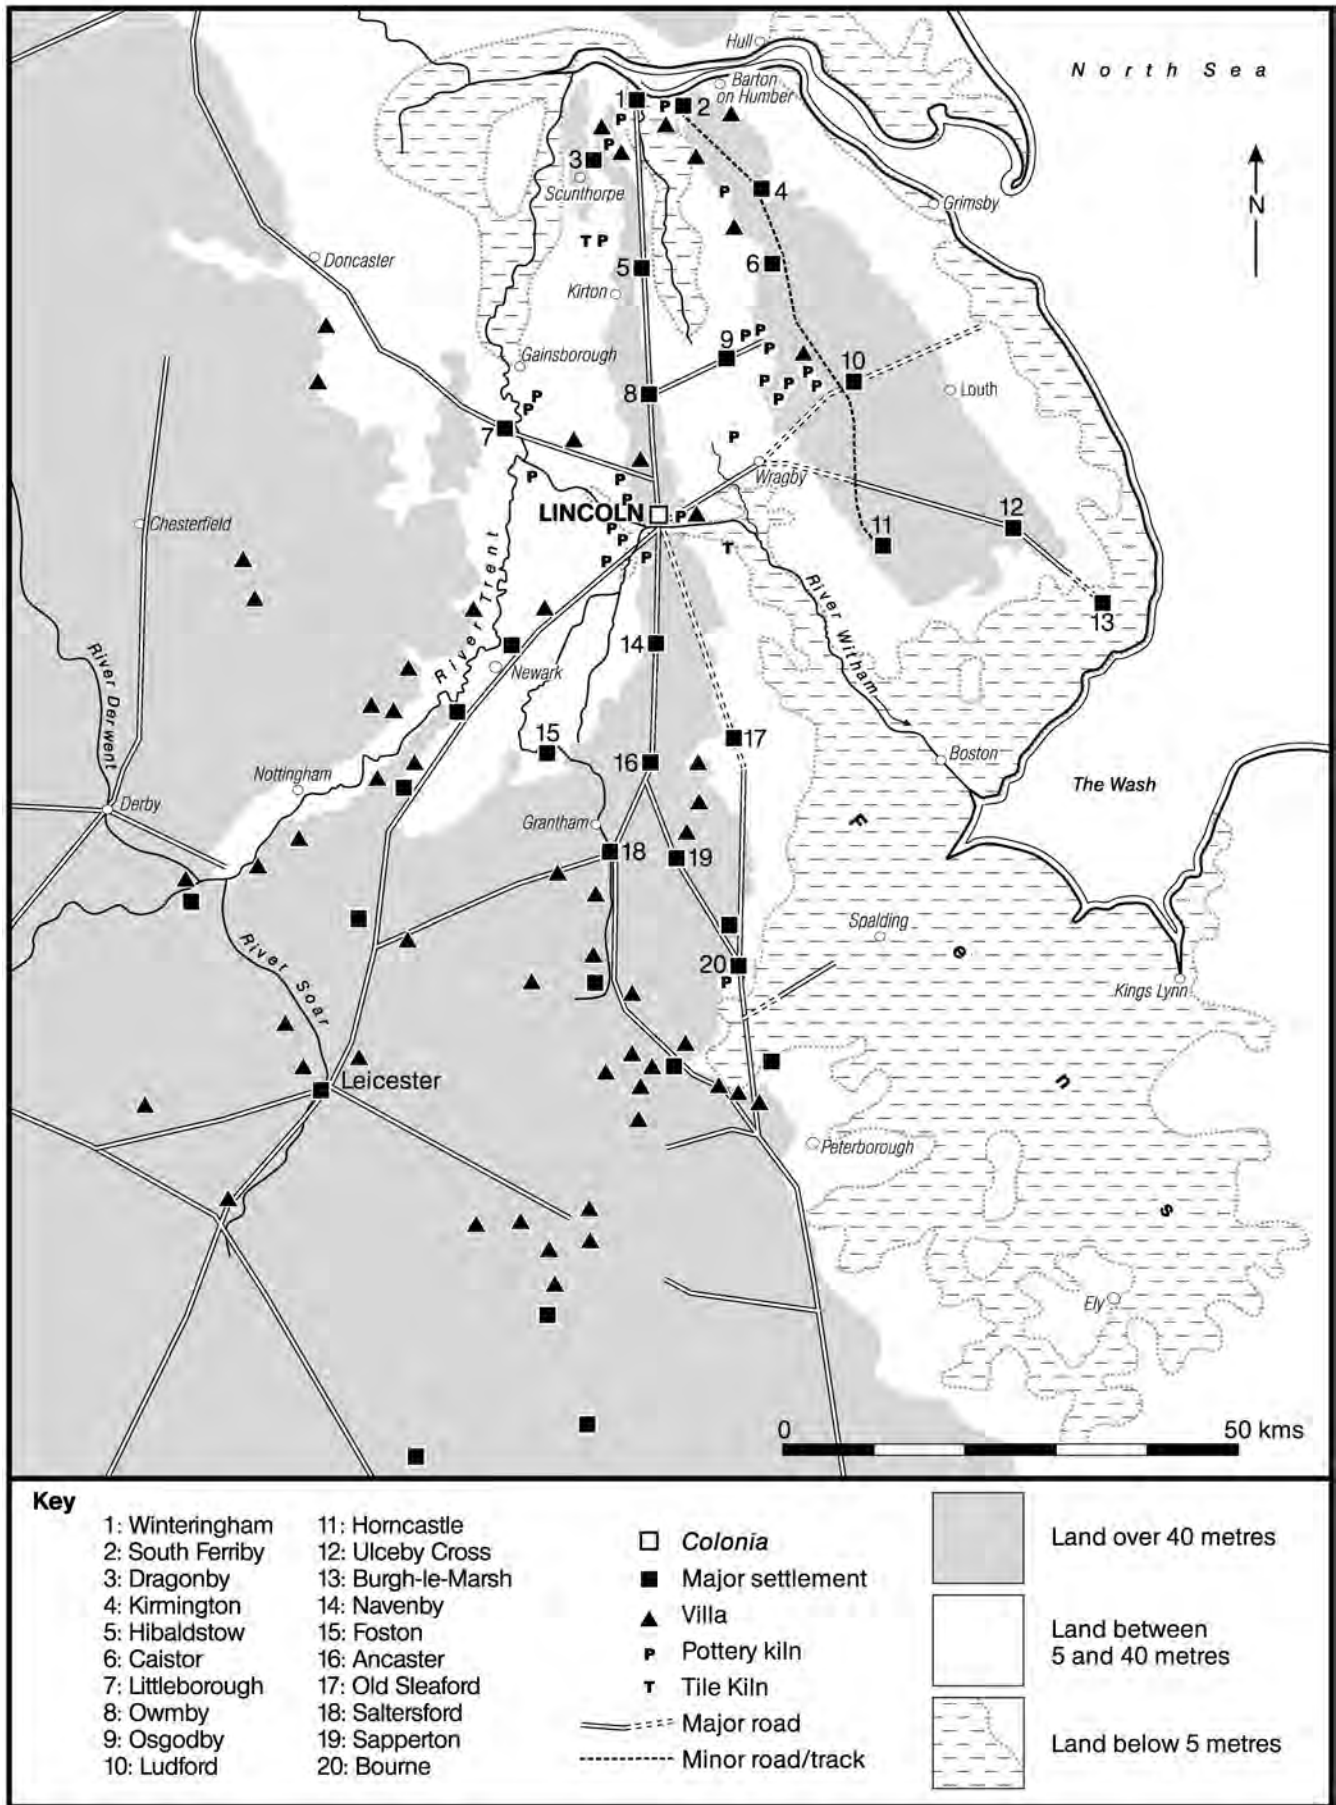 Hull
North Sea
Barton
on Humber
1
2
P
P
P
3
Scunthorpe
4
P
N
Grimsby
T P
Doncaster
5
6
Kirton
Gainsborough
9
P P
P
10
P
P P P
P
Louth
8
P
P
7
P
Wragby
P
P
P
LINCOLN
P
12
Chesterfield
P
P
P
P
T
11
River Trent
River Witham
13
River Derwent
14
Newark
15
17
16
Boston
Nottingham
The Wash
Derby
Grantham
18
19
Fens
Spalding
20
P
Kings Lynn
River Soar
Leicester
Peterborough
Ely
0
50 kms
Key
1: Winteringham
2: South Ferriby
3: Dragonby
4: Kirmington
5: Hibaldstow
6: Caistor
7: Littleborough
8: Owmby
9: Osgodby
10: Ludford
11: Horncastle
12: Ulceby Cross
13: Burgh-le-Marsh
14: Navenby
15: Foston
16: Ancaster
17: Old Sleaford
18: Saltersford
19: Sapperton
20: Bourne
Colonia
Major settlement
Villa
P Pottery kiln
T Tile Kiln
Major road
Minor road/track
Land over 40 metres
Land between
5 and 40 metres
Land below 5 metres